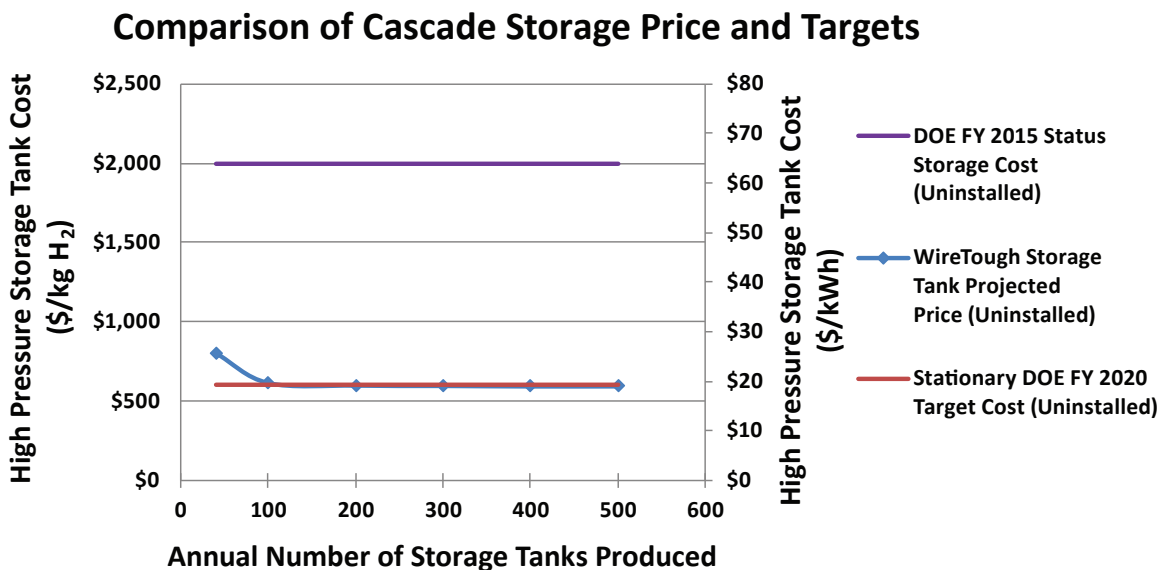 Comparison of Cascade Storage Price and Targets
High Pressure Storage Tank Cost
($/kg H₂)
$2,500
$2,000
$1,500
$1,000
$500
$0
$80
$70
$60
$50
$40
$30
$20
$10
$0
High Pressure Storage Tank Cost
($/kWh)
0
100
200
300
400
500
600
Annual Number of Storage Tanks Produced
DOE FY 2015 Status
Storage Cost
(Uninstalled)
WireTough Storage
Tank Projected
Price (Uninstalled)
Stationary DOE FY 2020
Target Cost (Uninstalled)